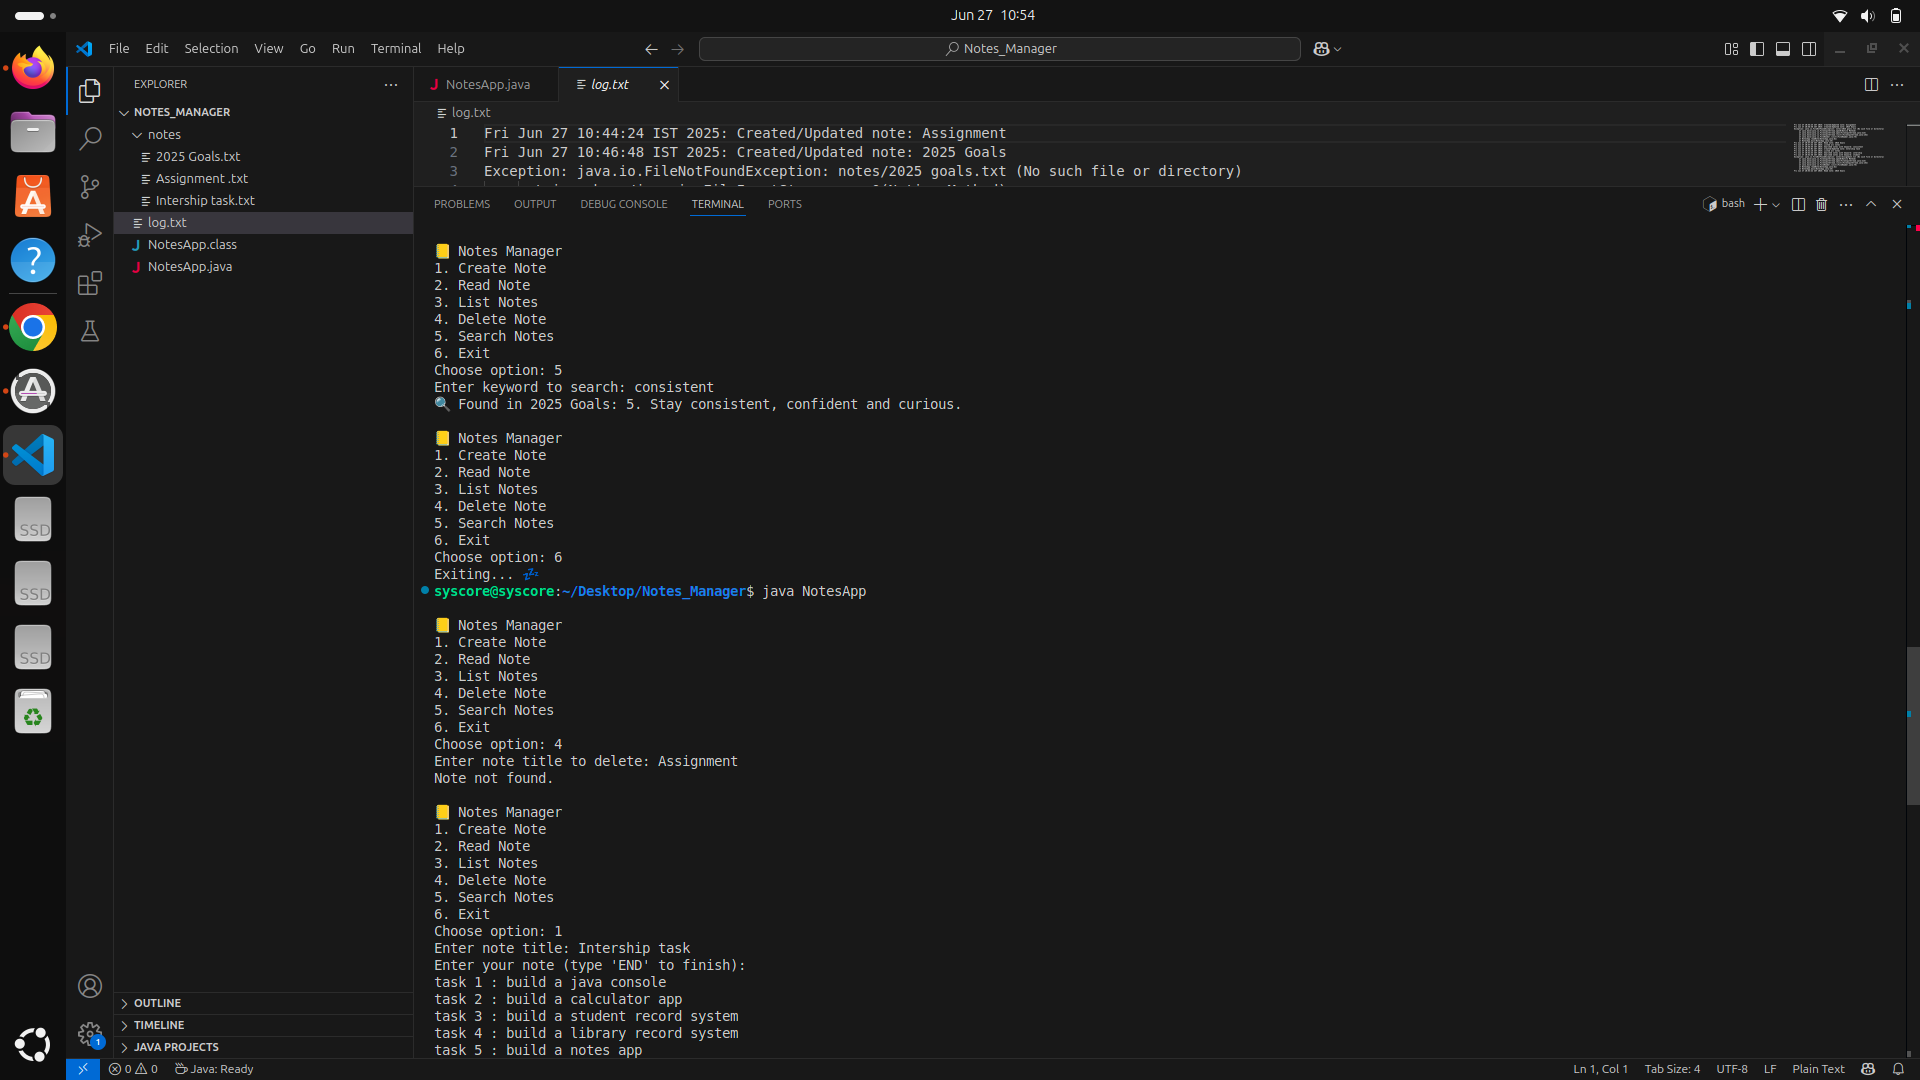 Jun 27 10:54
File Edit Selection View Go Run Terminal Help
Notes_Manager
EXPLORER
NOTES_MANAGER
notes
2025 Goals.txt
Assignment .txt
Intership task.txt
log.txt
NotesApp.class
NotesApp.java
OUTLINE
TIMELINE
JAVA PROJECTS
NotesApp.java
log.txt
log.txt
1 Fri Jun 27 10:44:24 IST 2025: Created/Updated note: Assignment
2 Fri Jun 27 10:46:48 IST 2025: Created/Updated note: 2025 Goals
3 Exception: java.io.FileNotFoundException: notes/2025 goals.txt (No such file or directory)
PROBLEMS OUTPUT DEBUG CONSOLE TERMINAL PORTS
bash
📒 Notes Manager
1. Create Note
2. Read Note
3. List Notes
4. Delete Note
5. Search Notes
6. Exit
Choose option: 5
Enter keyword to search: consistent
🔍 Found in 2025 Goals: 5. Stay consistent, confident and curious.
📒 Notes Manager
1. Create Note
2. Read Note
3. List Notes
4. Delete Note
5. Search Notes
6. Exit
Choose option: 6
Exiting... 💤
syscore@syscore:~/Desktop/Notes_Manager$ java NotesApp
📒 Notes Manager
1. Create Note
2. Read Note
3. List Notes
4. Delete Note
5. Search Notes
6. Exit
Choose option: 4
Enter note title to delete: Assignment
Note not found.
📒 Notes Manager
1. Create Note
2. Read Note
3. List Notes
4. Delete Note
5. Search Notes
6. Exit
Choose option: 1
Enter note title: Intership task
Enter your note (type 'END' to finish):
task 1 : build a java console
task 2 : build a calculator app
task 3 : build a student record system
task 4 : build a library record system
task 5 : build a notes app
SSD
SSD
SSD
1
0 0 Java: Ready
Ln 1, Col 1 Tab Size: 4 UTF-8 LF Plain Text